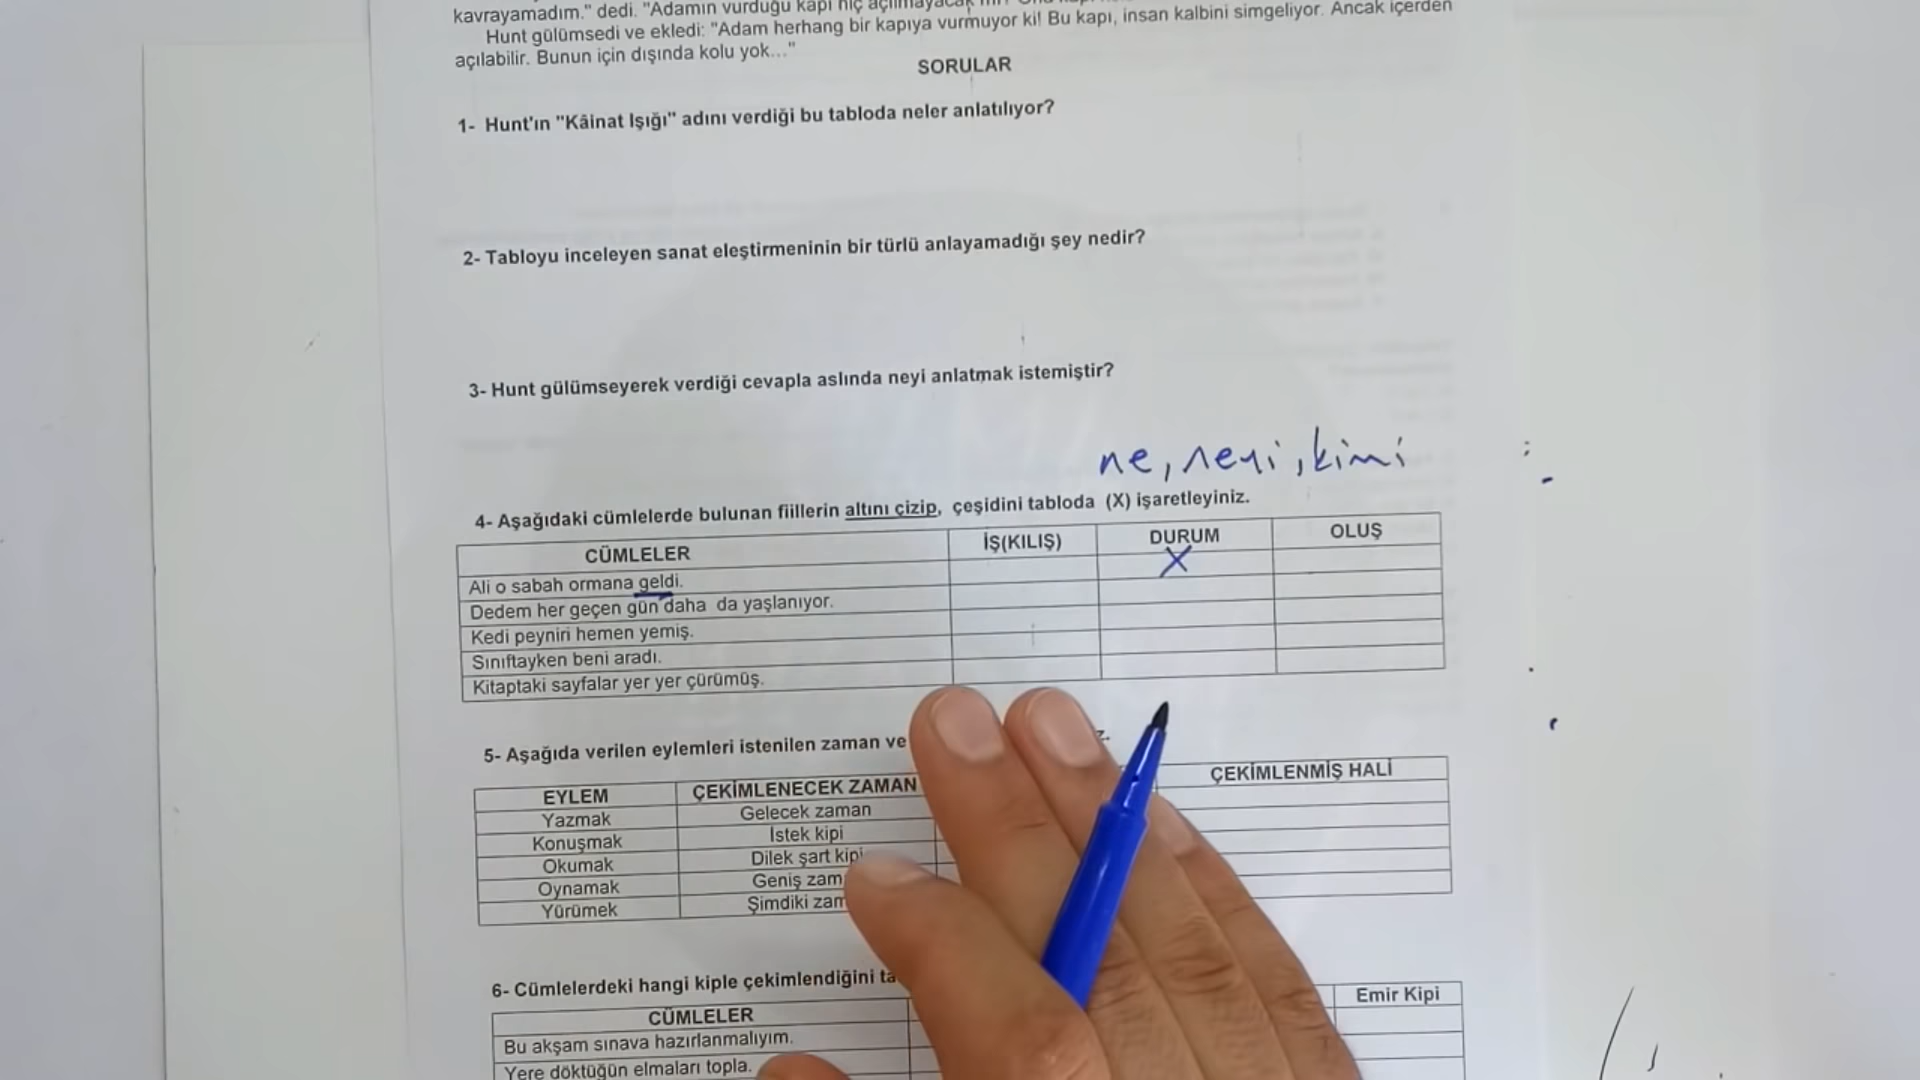 kavrayamadım." dedi. "Adamın vurduğu kapı hiç açılmayacak mı?
Hunt gülümsedi ve ekledi: "Adam herhang bir kapıya vurmuyor ki! Bu kapı, insan kalbini simgeliyor. Ancak içerden
açılabilir. Bunun için dışında kolu yok..."
SORULAR
1- Hunt'ın "Kâinat Işığı" adını verdiği bu tabloda neler anlatılıyor?
2- Tabloyu inceleyen sanat eleştirmeninin bir türlü anlayamadığı şey nedir?
3- Hunt gülümseyerek verdiği cevapla aslında neyi anlatmak istemiştir?
ne, neyi, kimi
4- Aşağıdaki cümlelerde bulunan fiillerin altını çizip, çeşidini tabloda (X) işaretleyiniz.
CÜMLELER İŞ(KILIŞ) DURUM OLUŞ
Ali o sabah ormana geldi. X
Dedem her geçen gün daha da yaşlanıyor.
Kedi peyniri hemen yemiş.
Sınıftayken beni aradı.
Kitaptaki sayfalar yer yer çürümüş.
5- Aşağıda verilen eylemleri istenilen zaman ve z.
EYLEM ÇEKİMLENECEK ZAMAN ÇEKİMLENMİŞ HALİ
Yazmak Gelecek zaman
Konuşmak İstek kipi
Okumak Dilek şart kipi
Oynamak Geniş zam
Yürümek Şimdiki zam
6- Cümlelerdeki hangi kiple çekimlendiğini ta
CÜMLELER Emir Kipi
Bu akşam sınava hazırlanmalıyım.
Yere döktüğün elmaları topla.